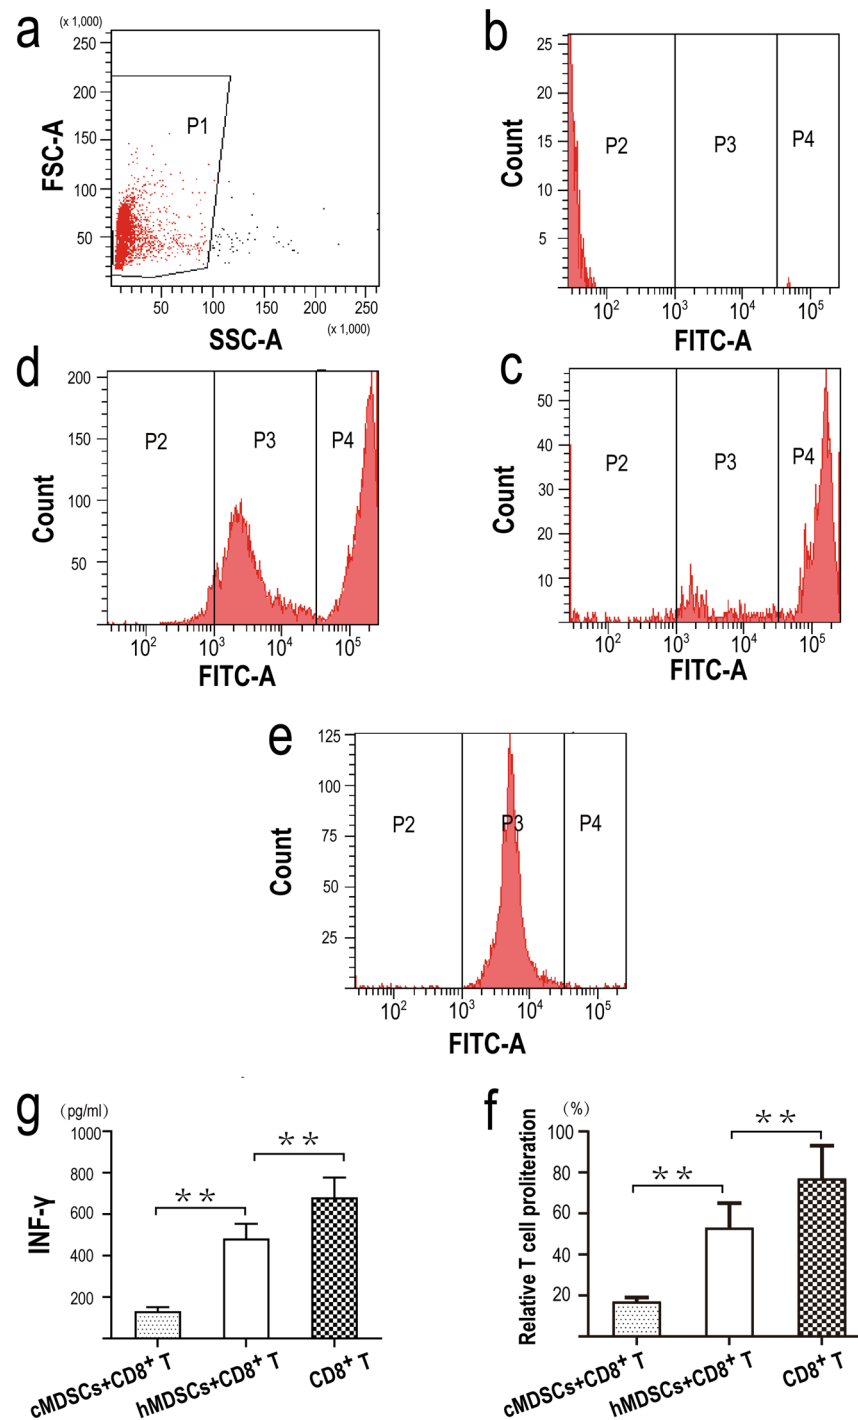 a
(x 1,000)
250
200
150
100
50
FSC-A
P1
50
100
150
200
250
(x 1,000)
SSC-A
b
25
20
15
10
5
Count
P2
P3
P4
10²
10³
10⁴
10⁵
FITC-A
d
200
150
100
50
Count
P2
P3
P4
10²
10³
10⁴
10⁵
FITC-A
c
50
40
30
20
10
Count
P2
P3
P4
10²
10³
10⁴
10⁵
FITC-A
e
125
100
75
50
25
Count
P2
P3
P4
10²
10³
10⁴
10⁵
FITC-A
g
(pg/ml)
1000
800
600
400
200
INF-γ
**
**
cMDSCs+CD8⁺ T
hMDSCs+CD8⁺ T
CD8⁺ T
f
(%)
100
80
60
40
20
Relative T cell proliteration
**
**
cMDSCs+CD8⁺ T
hMDSCs+CD8⁺ T
CD8⁺ T